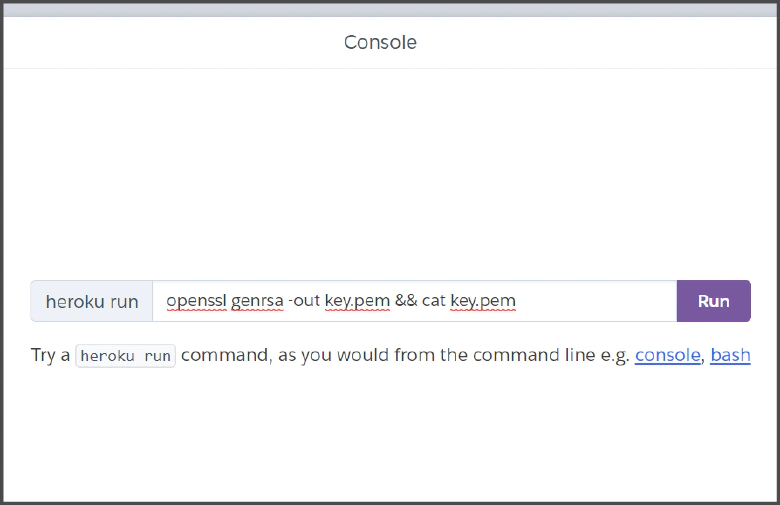 Console
heroku run openssl genrsa -out key.pem && cat key.pem Run
Try a heroku run command, as you would from the command line e.g. console, bash